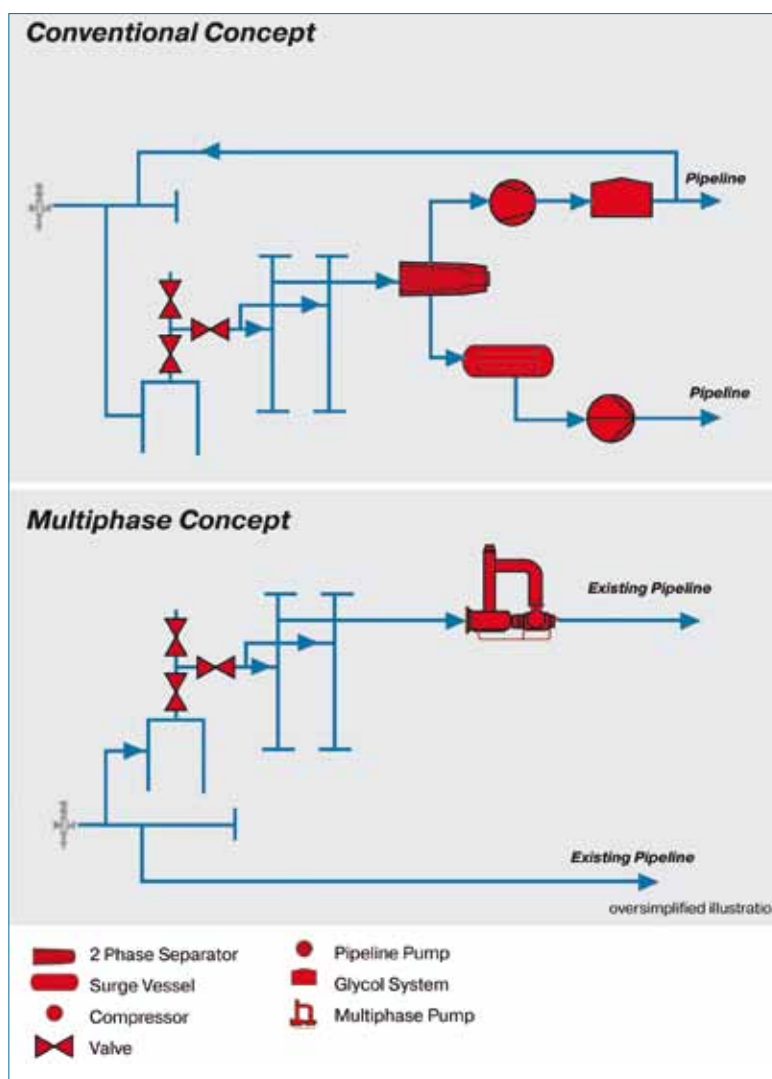 Conventional Concept
Pipeline
Pipeline
Multiphase Concept
Existing Pipeline
Existing Pipeline
oversimplified illustratio
2 Phase Separator
Surge Vessel
Compressor
Valve
Pipeline Pump
Glycol System
Multiphase Pump